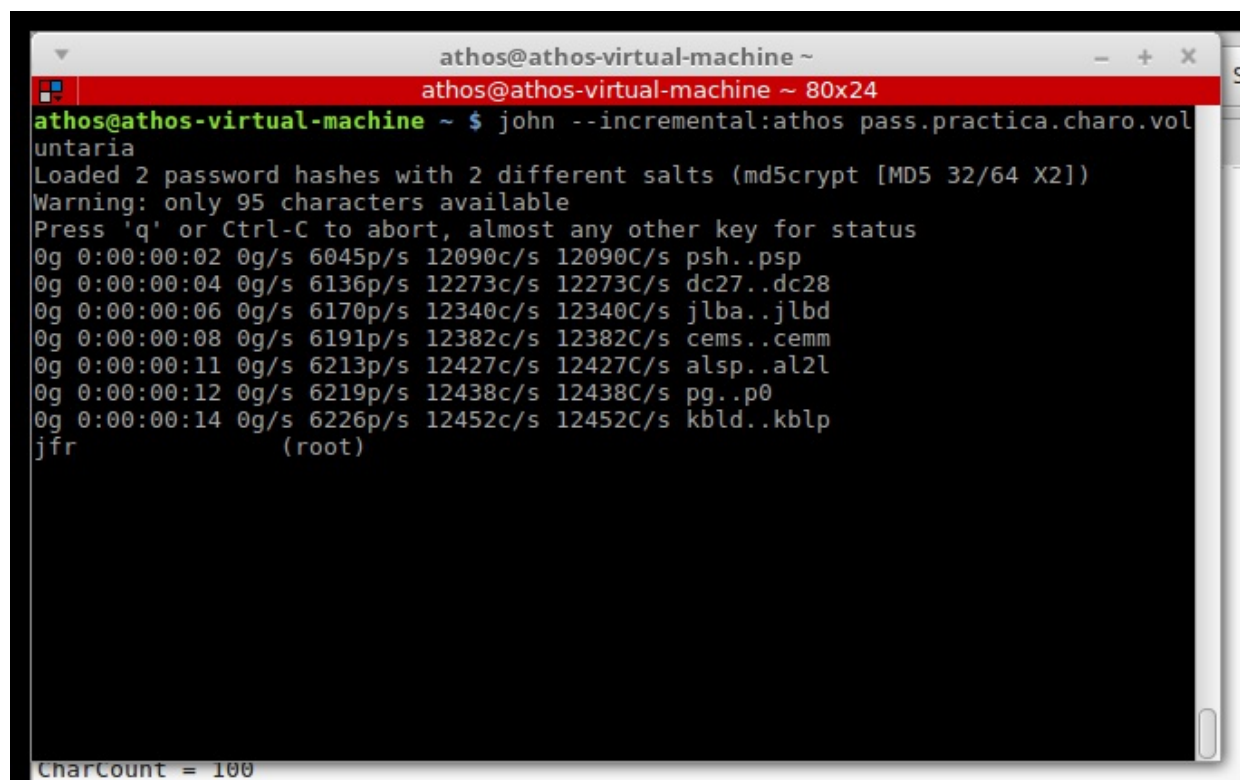 athos@athos-virtual-machine ~
athos@athos-virtual-machine ~ 80x24
athos@athos-virtual-machine ~ $ john --incremental:athos pass.practica.charo.vol
untaria
Loaded 2 password hashes with 2 different salts (md5crypt [MD5 32/64 X2])
Warning: only 95 characters available
Press 'q' or Ctrl-C to abort, almost any other key for status
0g 0:00:00:02 0g/s 6045p/s 12090c/s 12090C/s psh..psp
0g 0:00:00:04 0g/s 6136p/s 12273c/s 12273C/s dc27..dc28
0g 0:00:00:06 0g/s 6170p/s 12340c/s 12340C/s jlba..jlbd
0g 0:00:00:08 0g/s 6191p/s 12382c/s 12382C/s cems..cemm
0g 0:00:00:11 0g/s 6213p/s 12427c/s 12427C/s alsp..al2l
0g 0:00:00:12 0g/s 6219p/s 12438c/s 12438C/s pg..p0
0g 0:00:00:14 0g/s 6226p/s 12452c/s 12452C/s kbld..kblp
jfr (root)
CharCount = 100